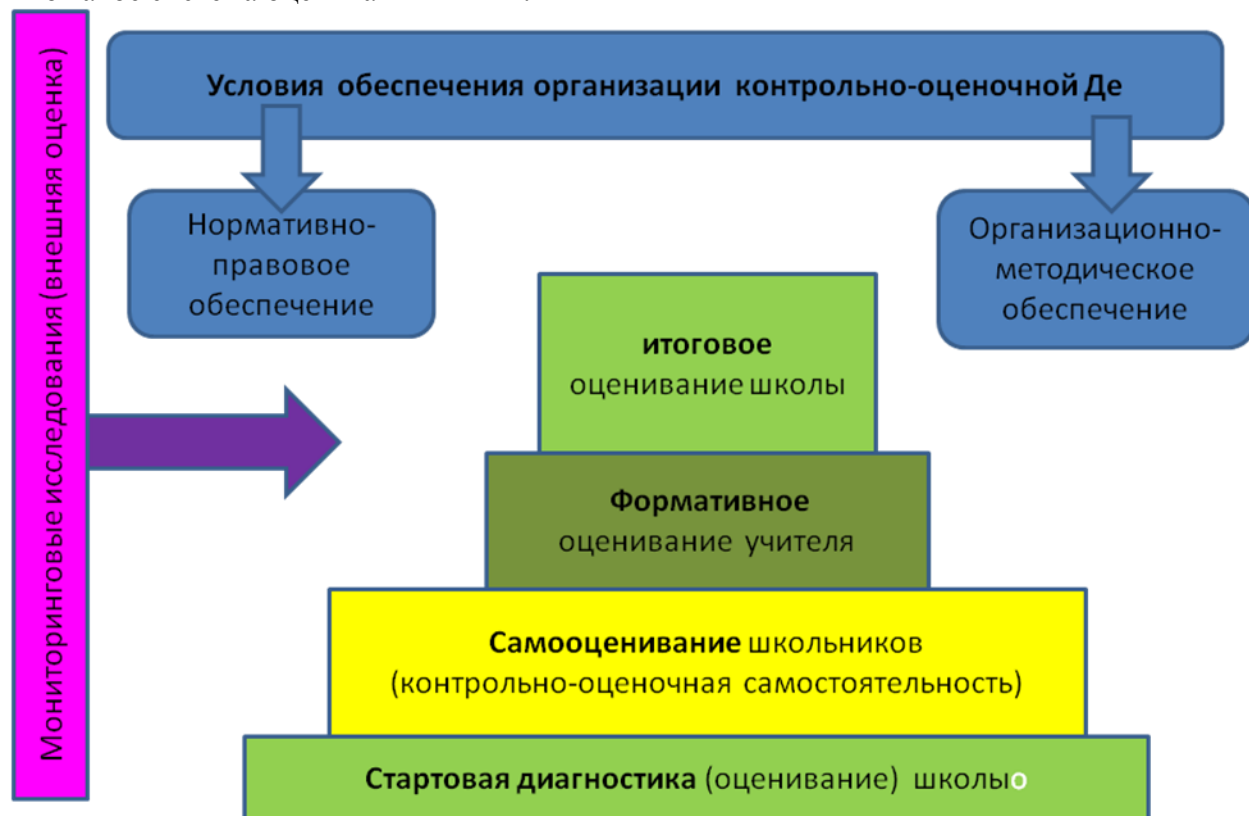 Мониторинговые исследования (внешняя оценка)
Условия обеспечения организации контрольно-оценочной Де
Нормативно-
правовое
обеспечение
Организационно-
методическое
обеспечение
итоговое
оценивание школы
Формативное
оценивание учителя
Самооценивание школьников
(контрольно-оценочная самостоятельность)
Стартовая диагностика (оценивание) школыо